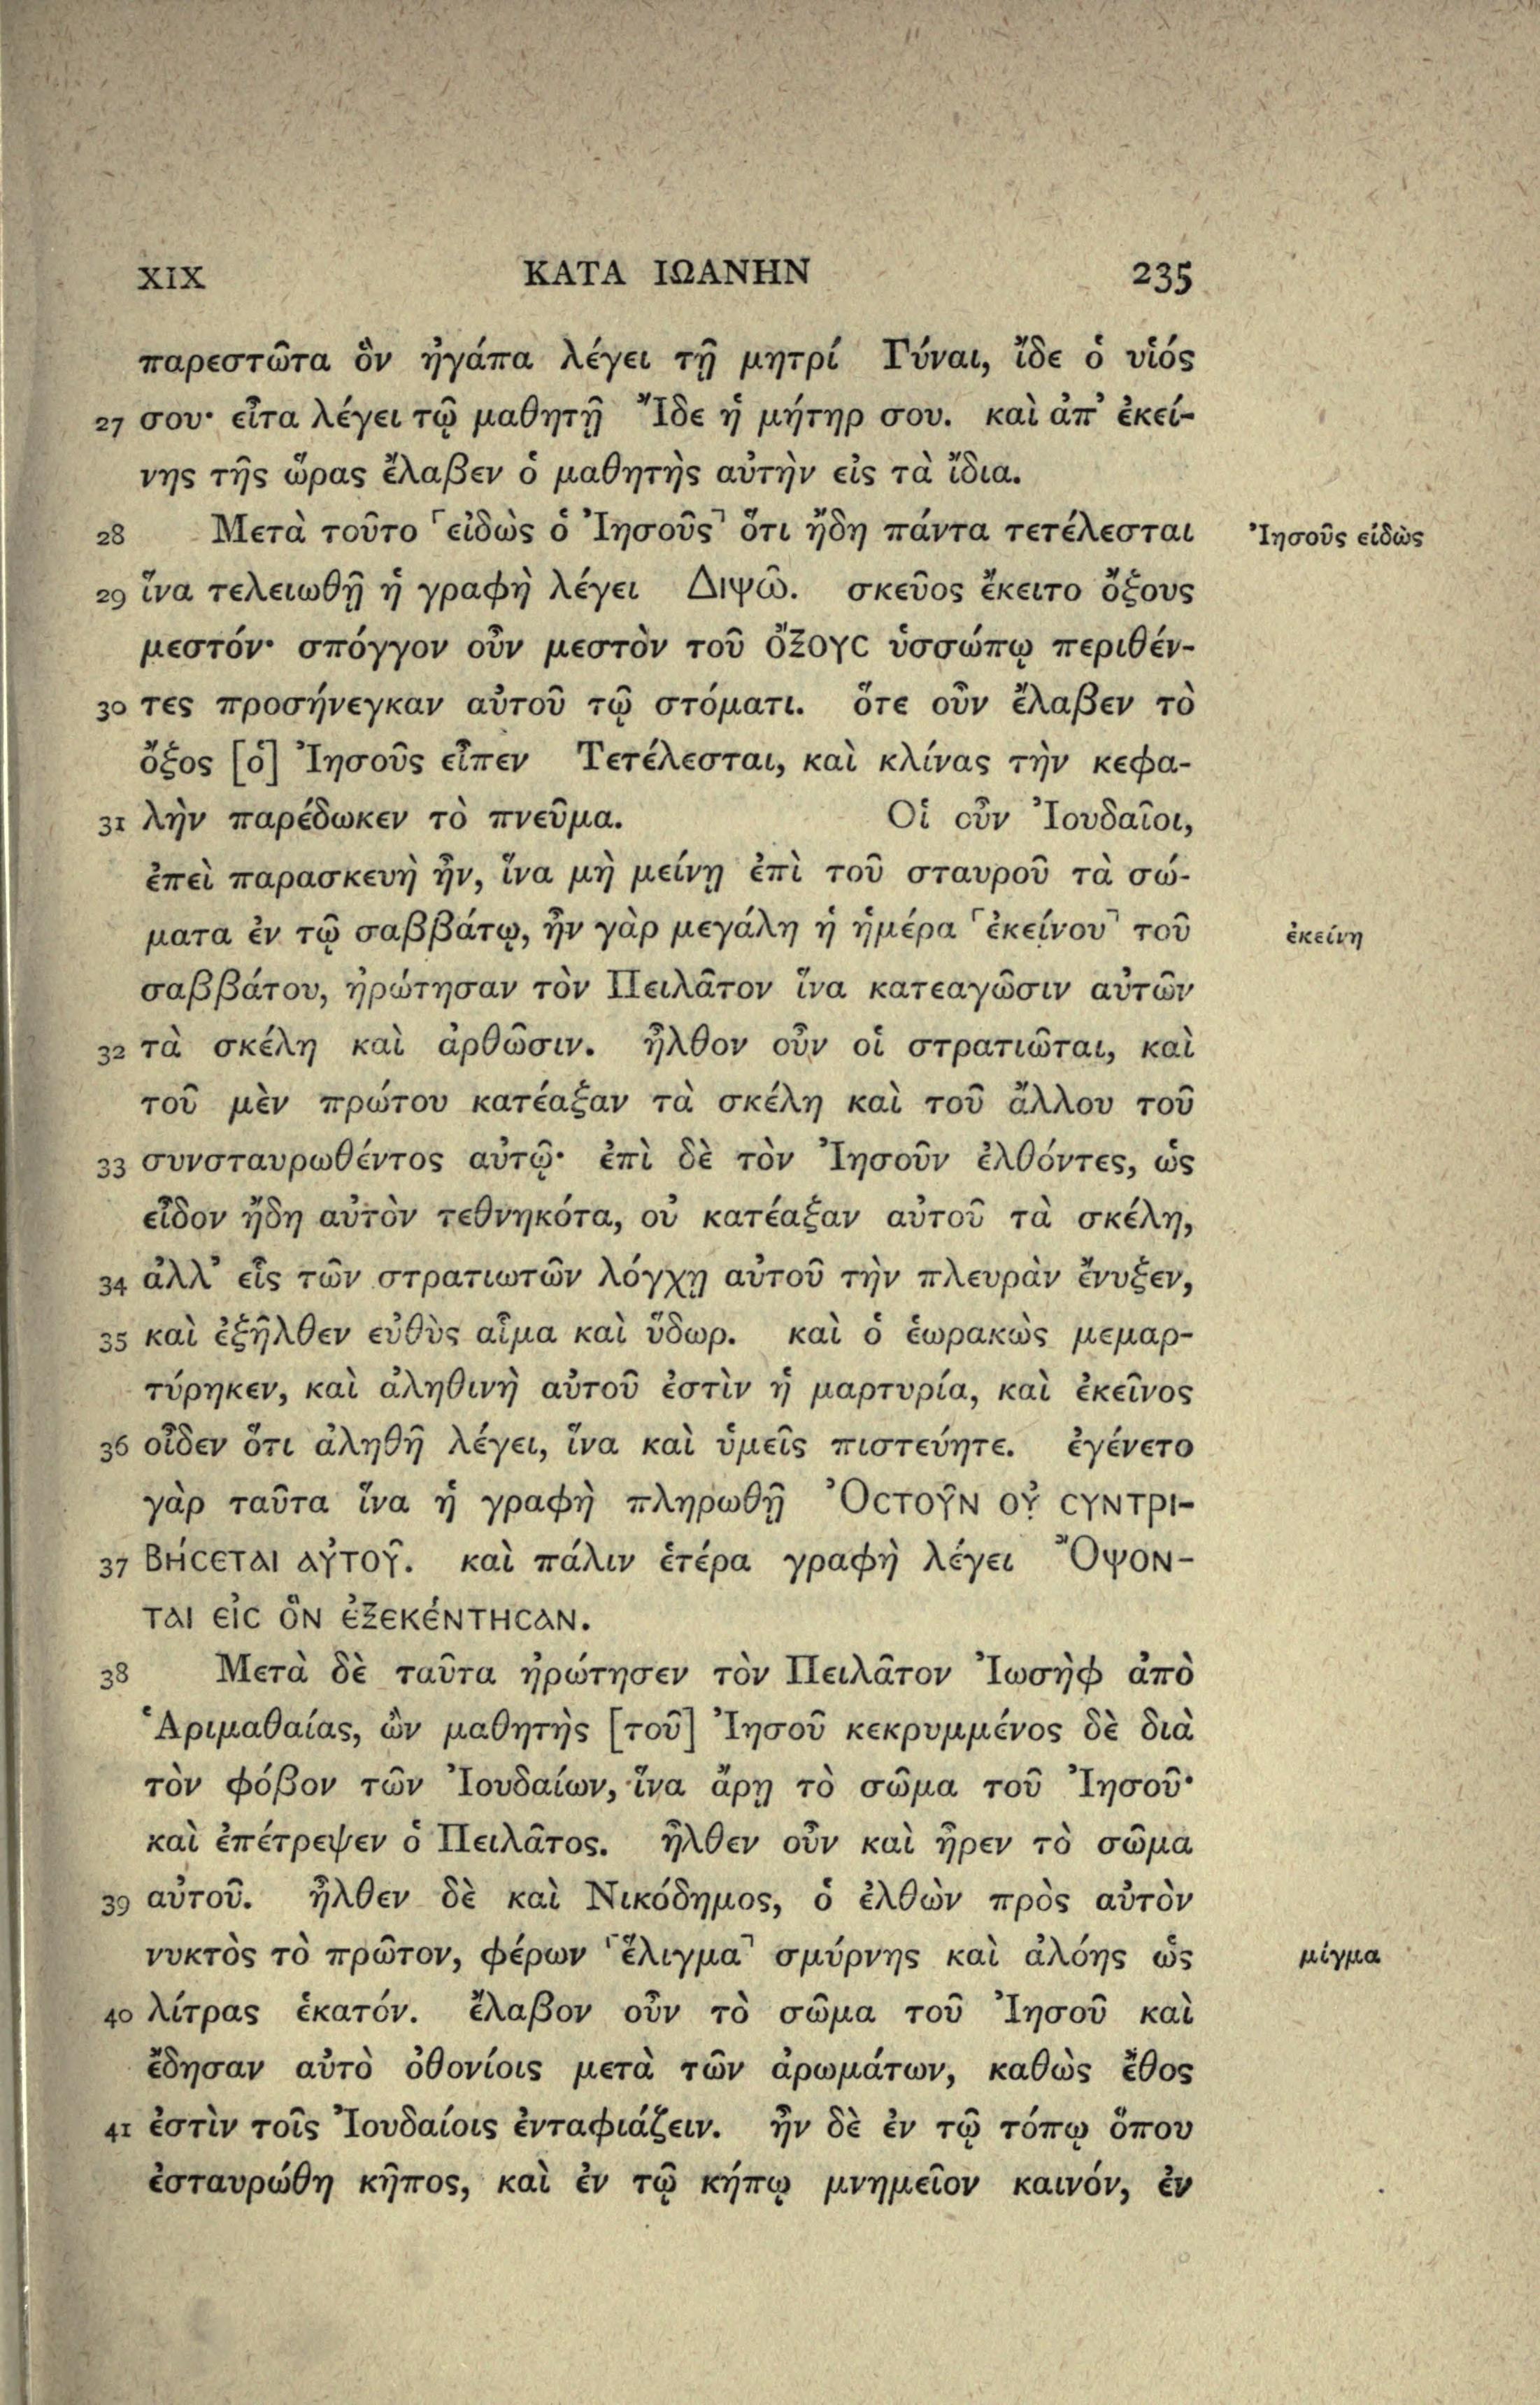 XIX ΚΑΤΑ ΙΩΑΝΗΝ 235
παρεστῶτα ὃν ἠγάπα λέγει τῇ μητρί Γύναι, ἴδε ὁ υἱός
27 σου· εἶτα λέγει τῷ μαθητῇ Ἴδε ἡ μήτηρ σου. καὶ ἀπ' ἐκεί-
νης τῆς ὥρας ἔλαβεν ὁ μαθητὴς αὐτὴν εἰς τὰ ἴδια.
28 Μετὰ τοῦτο ⌜εἰδὼς ὁ Ἰησοῦς⌝ ὅτι ἤδη πάντα τετέλεσται Ἰησοῦς εἰδὼς
29 ἵνα τελειωθῇ ἡ γραφὴ λέγει Διψῶ. σκεῦος ἔκειτο ὄξους
μεστόν· σπόγγον οὖν μεστὸν τοῦ ὄξογϲ ὑσσώπῳ περιθέν-
30 τες προσήνεγκαν αὐτοῦ τῷ στόματι. ὅτε οὖν ἔλαβεν τὸ
ὄξος [ὁ] Ἰησοῦς εἶπεν Τετέλεσται, καὶ κλίνας τὴν κεφα-
31 λὴν παρέδωκεν τὸ πνεῦμα. Οἱ οὖν Ἰουδαῖοι,
ἐπεὶ παρασκευὴ ἦν, ἵνα μὴ μείνῃ ἐπὶ τοῦ σταυροῦ τὰ σώ-
ματα ἐν τῷ σαββάτῳ, ἦν γὰρ μεγάλη ἡ ἡμέρα ⌜ἐκείνου⌝ τοῦ ἐκείνη
σαββάτου, ἠρώτησαν τὸν Πειλᾶτον ἵνα κατεαγῶσιν αὐτῶν
32 τὰ σκέλη καὶ ἀρθῶσιν. ἦλθον οὖν οἱ στρατιῶται, καὶ
τοῦ μὲν πρώτου κατέαξαν τὰ σκέλη καὶ τοῦ ἄλλου τοῦ
33 συνσταυρωθέντος αὐτῷ· ἐπὶ δὲ τὸν Ἰησοῦν ἐλθόντες, ὡς
εἶδον ἤδη αὐτὸν τεθνηκότα, οὐ κατέαξαν αὐτοῦ τὰ σκέλη,
34 ἀλλ' εἷς τῶν στρατιωτῶν λόγχῃ αὐτοῦ τὴν πλευρὰν ἔνυξεν,
35 καὶ ἐξῆλθεν εὐθὺς αἷμα καὶ ὕδωρ. καὶ ὁ ἑωρακὼς μεμαρ-
τύρηκεν, καὶ ἀληθινὴ αὐτοῦ ἐστὶν ἡ μαρτυρία, καὶ ἐκεῖνος
36 οἶδεν ὅτι ἀληθῆ λέγει, ἵνα καὶ ὑμεῖς πιστεύητε. ἐγένετο
γὰρ ταῦτα ἵνα ἡ γραφὴ πληρωθῇ Ὀϲτοῦν οὐ ϲυντρι-
37 βήϲεται αὐτοῦ. καὶ πάλιν ἑτέρα γραφὴ λέγει Ὄψον-
ται εἰϲ ὃν ἐξεκέντηϲαν.
38 Μετὰ δὲ ταῦτα ἠρώτησεν τὸν Πειλᾶτον Ἰωσὴφ ἀπὸ
Ἁριμαθαίας, ὢν μαθητὴς [τοῦ] Ἰησοῦ κεκρυμμένος δὲ διὰ
τὸν φόβον τῶν Ἰουδαίων, ἵνα ἄρῃ τὸ σῶμα τοῦ Ἰησοῦ·
καὶ ἐπέτρεψεν ὁ Πειλᾶτος. ἦλθεν οὖν καὶ ἦρεν τὸ σῶμα
39 αὐτοῦ. ἦλθεν δὲ καὶ Νικόδημος, ὁ ἐλθὼν πρὸς αὐτὸν
νυκτὸς τὸ πρῶτον, φέρων ⌜ἕλιγμα⌝ σμύρνης καὶ ἀλόης ὡς μίγμα
40 λίτρας ἑκατόν. ἔλαβον οὖν τὸ σῶμα τοῦ Ἰησοῦ καὶ
ἔδησαν αὐτὸ ὀθονίοις μετὰ τῶν ἀρωμάτων, καθὼς ἔθος
41 ἐστὶν τοῖς Ἰουδαίοις ἐνταφιάζειν. ἦν δὲ ἐν τῷ τόπῳ ὅπου
ἐσταυρώθη κῆπος, καὶ ἐν τῷ κήπῳ μνημεῖον καινόν, ἐν